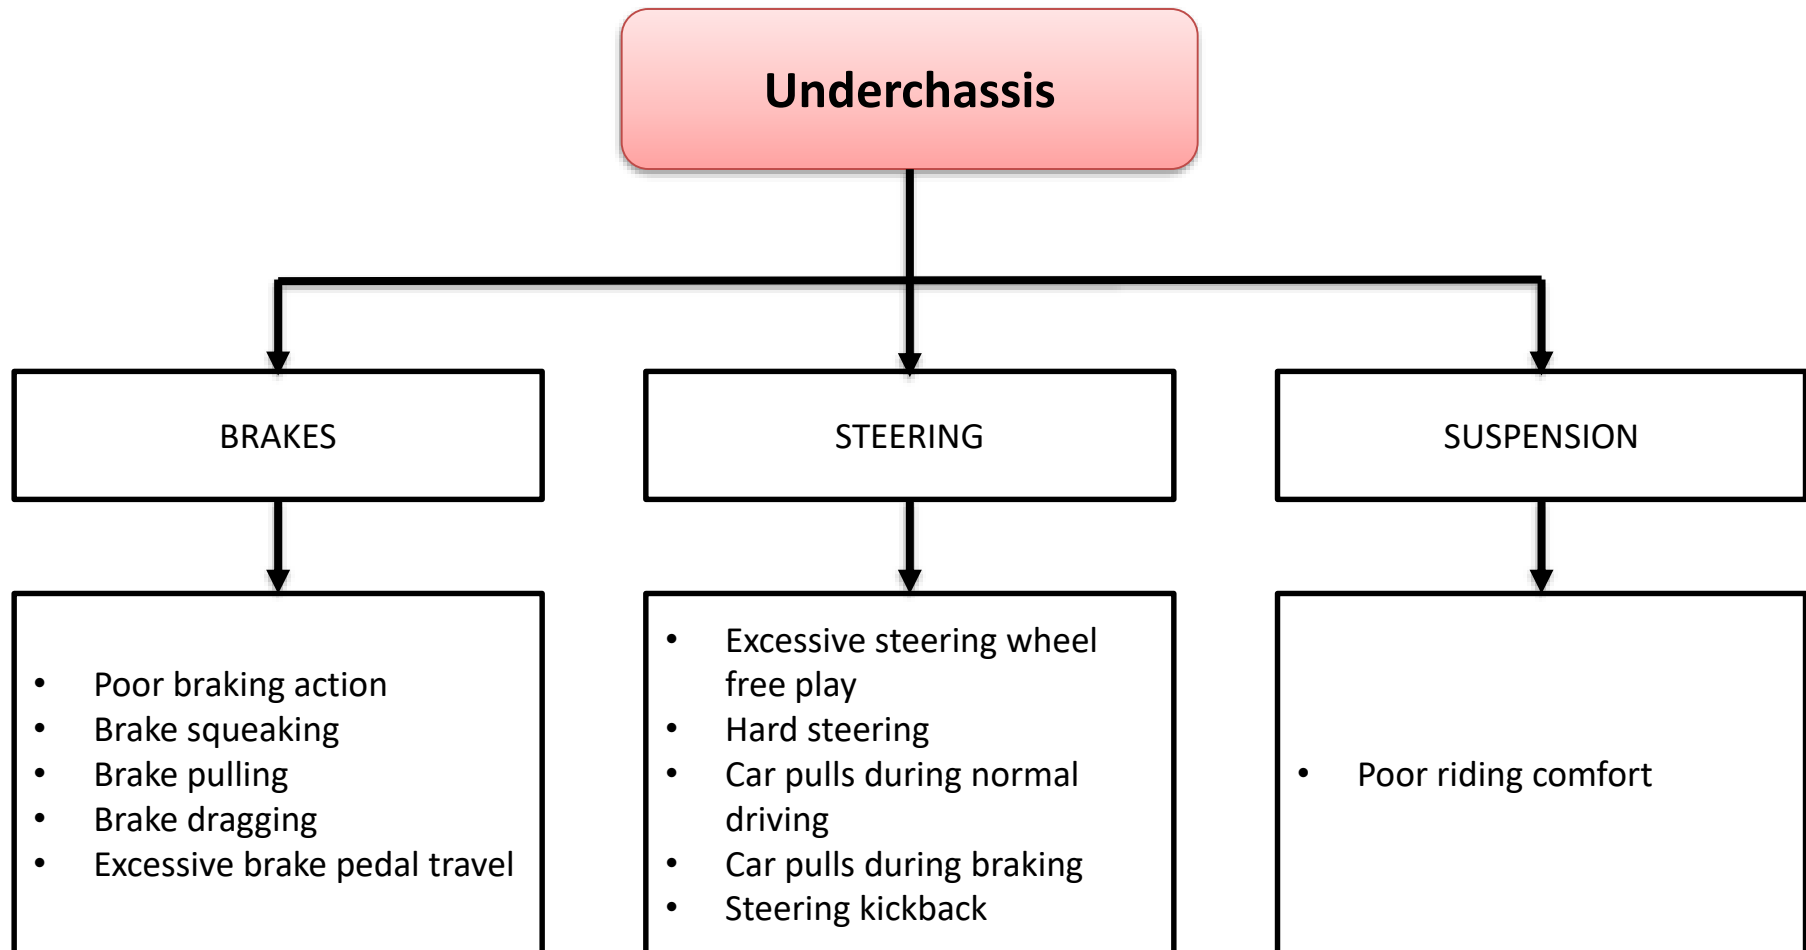 Underchassis
BRAKES
STEERING
SUSPENSION
• Poor braking action
• Brake squeaking
• Brake pulling
• Brake dragging
• Excessive brake pedal travel
• Excessive steering wheel
free play
• Hard steering
• Car pulls during normal
driving
• Car pulls during braking
• Steering kickback
• Poor riding comfort